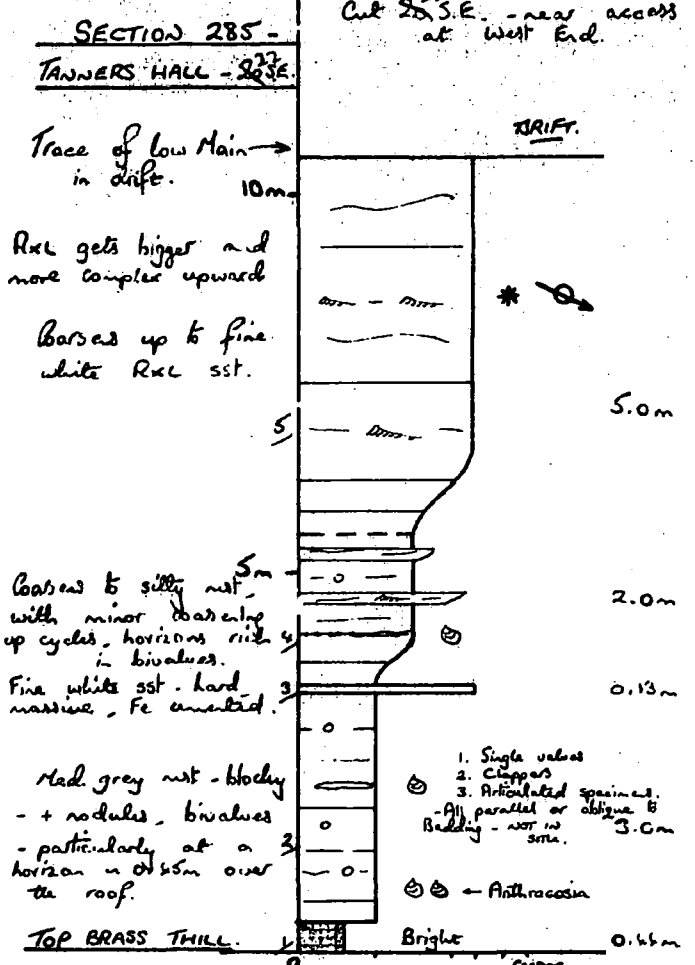 SECTION 285 -
TANNERS HALL - S.E.
22
Cut S.E. - near access
at West End.
DRIFT.
Trace of Low Main →
in drift.
10m
RxL gets bigger and
more complex upward
Coarsens up to fine
white RxL sst.
5.0m
5
5m
Coarsens to silty mst,
with minor coarsening
up cycles, horizons rich
in bivalves.
2.0m
4
Fine white sst - hard,
massive, Fe cemented.
3
0.13m
Med. grey mst - blocky
- + nodules, bivalves
- particularly at a
horizon over
the roof.
2
1. Single valves
2. Clappers
3. Articulated specimens.
- All parallel or oblique to
Bedding - NOT IN
SITU.
3.0m
← Anthracosia
TOP BRASS THILL.
1
Bright
0